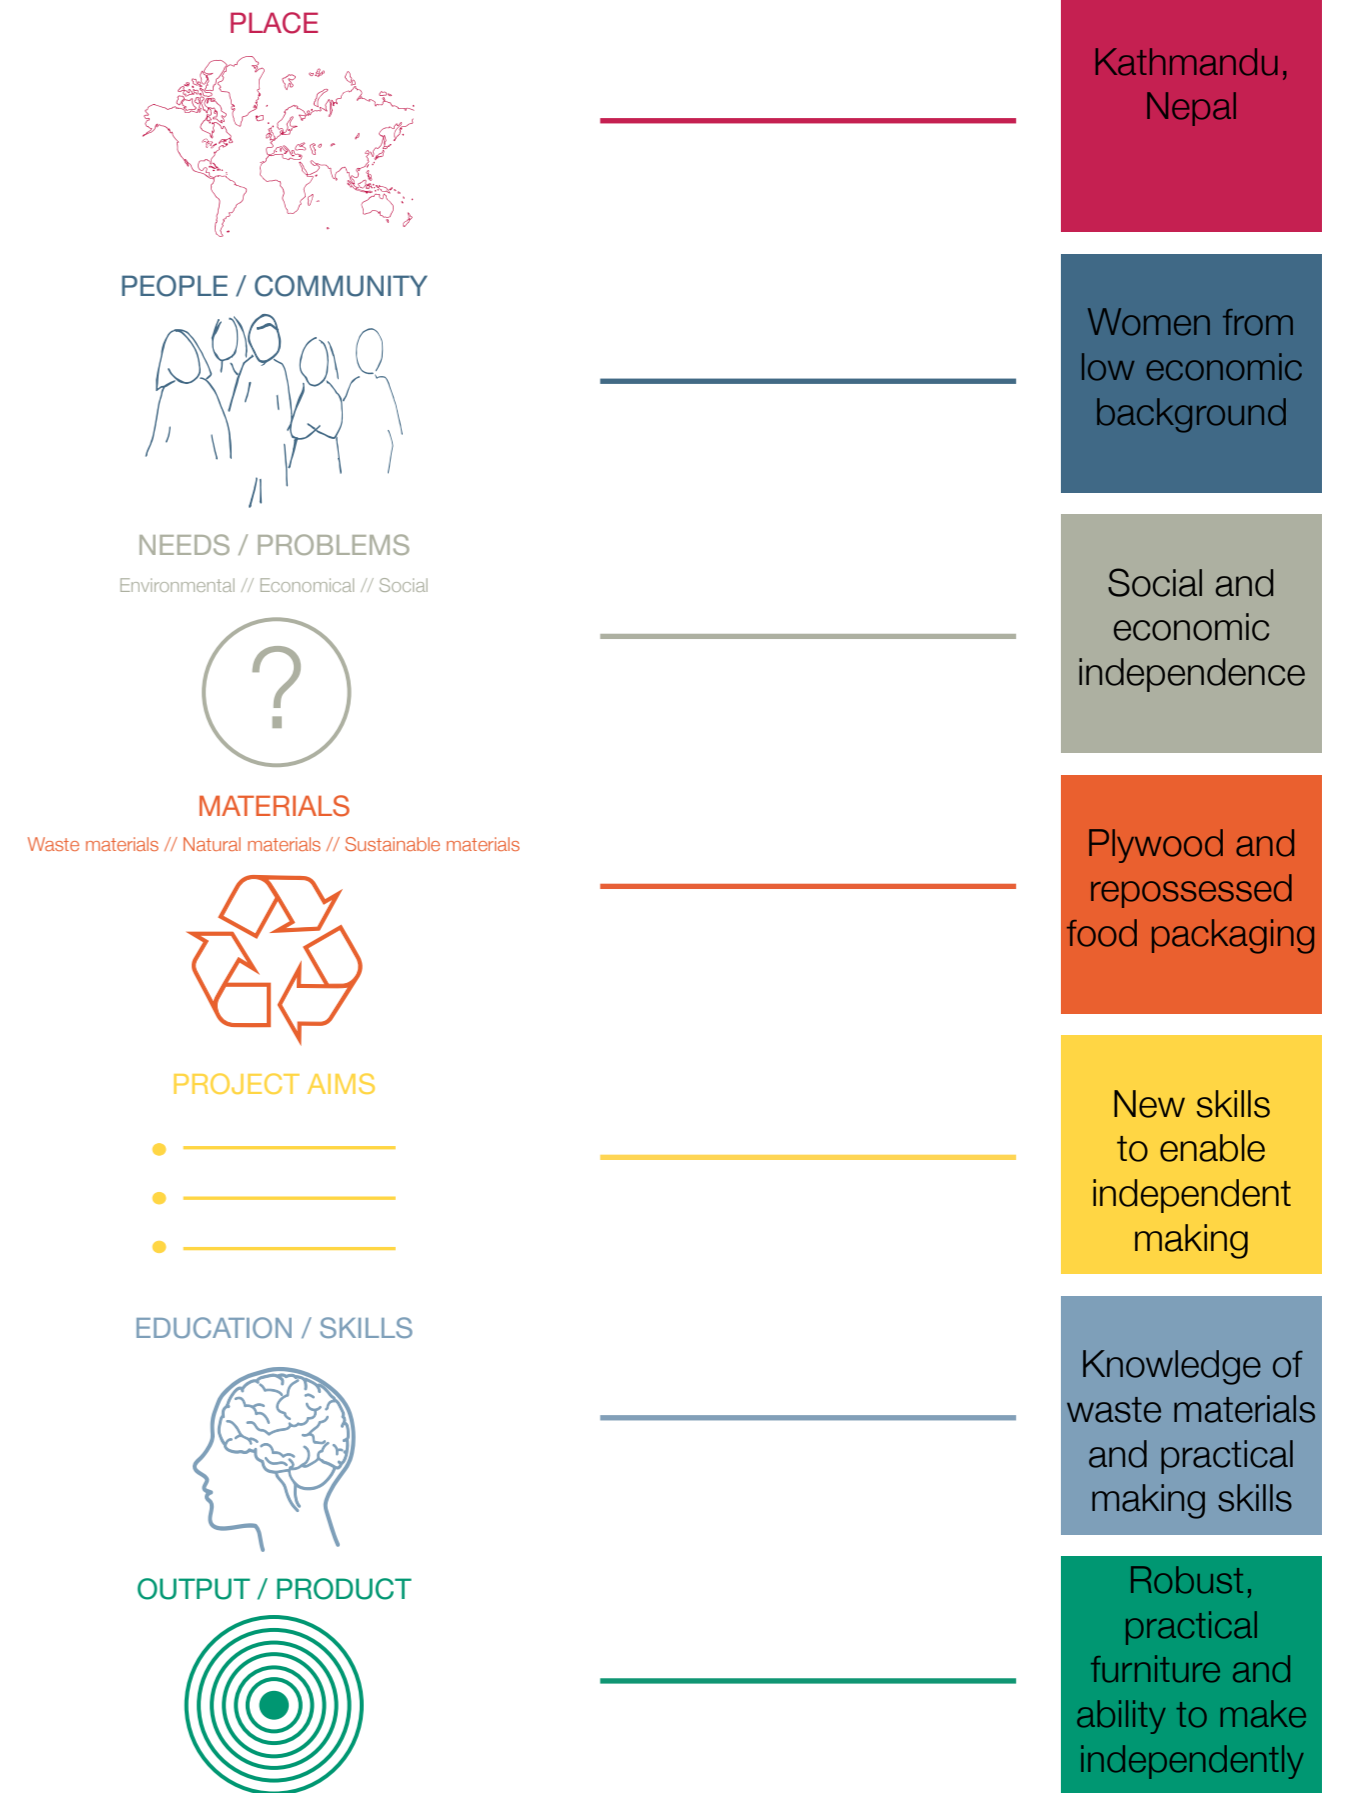 PLACE
Kathmandu,
Nepal
PEOPLE / COMMUNITY
Women from
low economic
background
NEEDS / PROBLEMS
Environmental // Economical // Social
?
Social and
economic
independence
MATERIALS
Waste materials // Natural materials // Sustainable materials
Plywood and
repossessed
food packaging
PROJECT AIMS
New skills
to enable
independent
making
EDUCATION / SKILLS
Knowledge of
waste materials
and practical
making skills
OUTPUT / PRODUCT
Robust,
practical
furniture and
ability to make
independently